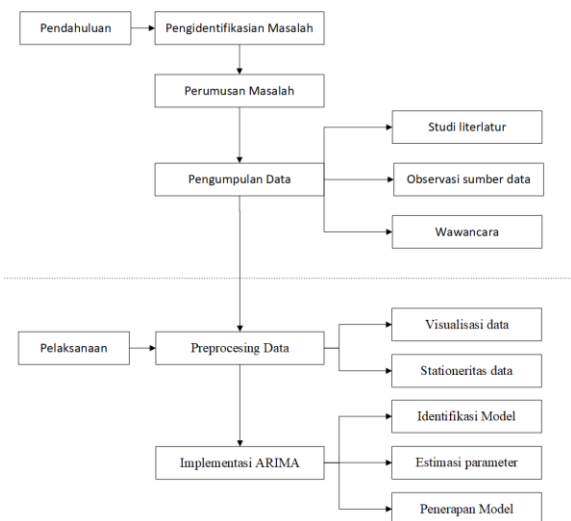 Pendahuluan
Pengidentifikasian Masalah
Perumusan Masalah
Pengumpulan Data
Studi literlatur
Observasi sumber data
Wawancara
Pelaksanaan
Preprocesing Data
Visualisasi data
Stationeritas data
Implementasi ARIMA
Identifikasi Model
Estimasi parameter
Penerapan Model